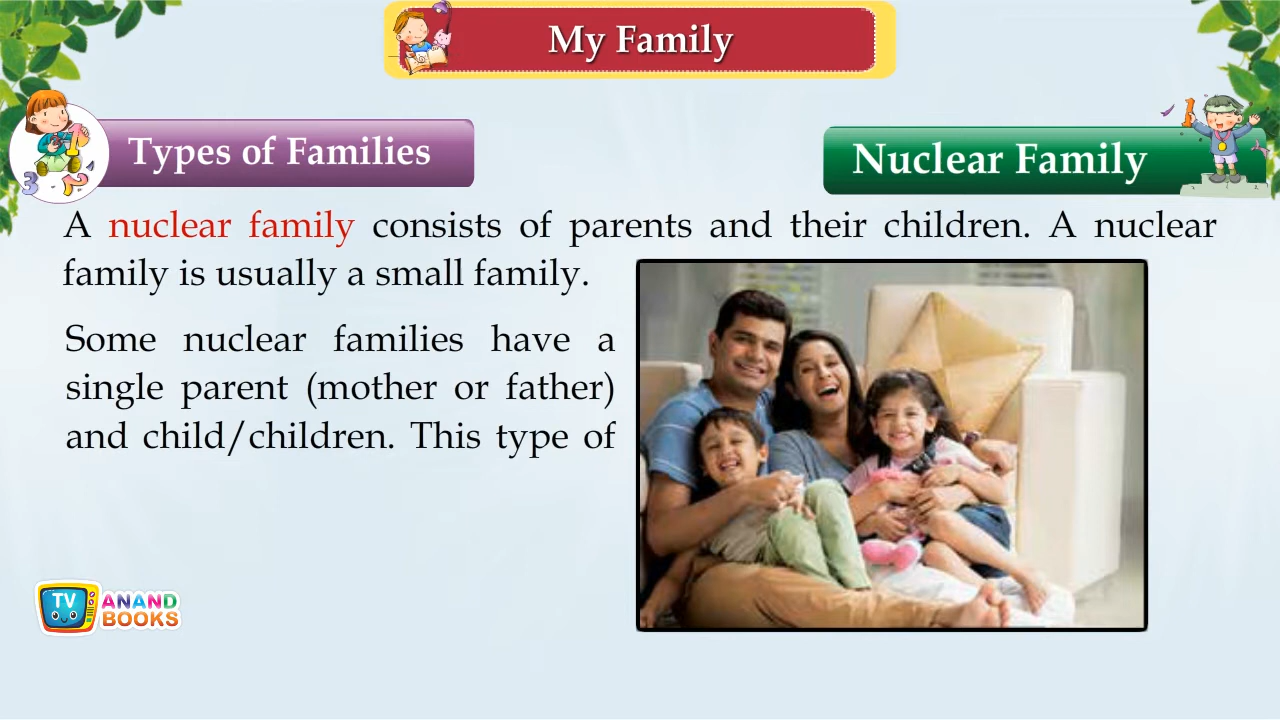 My Family
Types of Families
Nuclear Family
A nuclear family consists of parents and their children. A nuclear
family is usually a small family.
Some nuclear families have a
single parent (mother or father)
and child/children. This type of
TV
ANAND
BOOKS